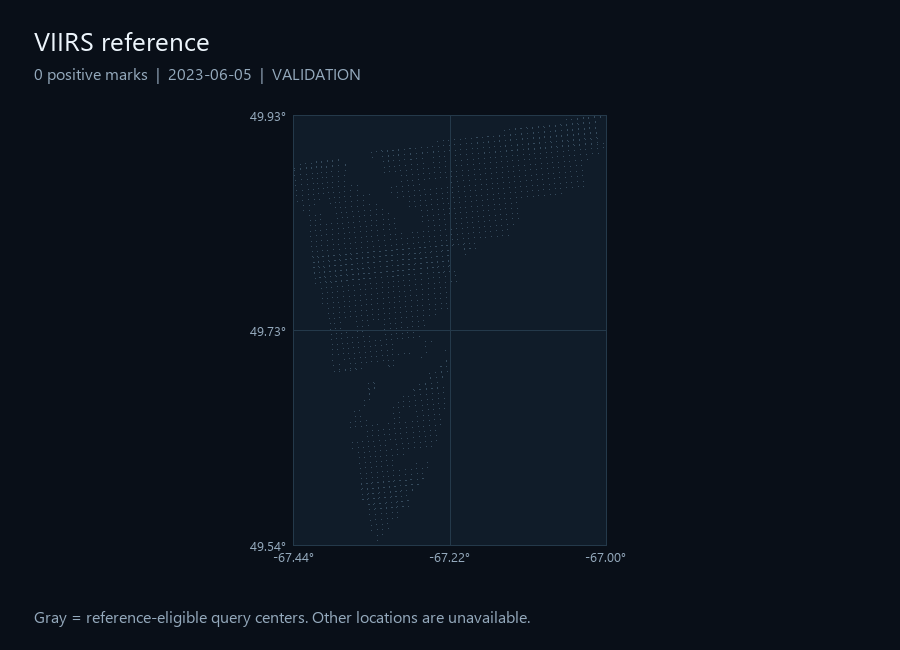 VIIRS reference
0 positive marks | 2023-06-05 | VALIDATION
49.93°
49.73°
49.54°
-67.44°
-67.22°
-67.00°
Gray = reference-eligible query centers. Other locations are unavailable.